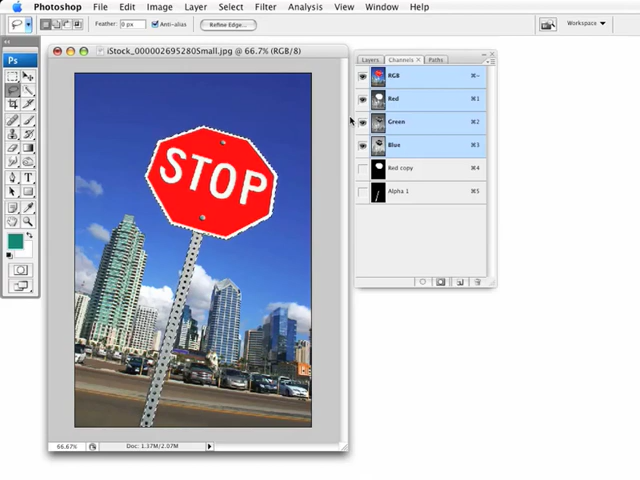 Photoshop File Edit Image Layer Select Filter Analysis View Window Help
Feather: 0 px Anti-alias Refine Edge... Workspace
iStock_000002695280Small.jpg @ 66.7% (RGB/8)
Ps
Layers Channels × Paths
RGB ⌘~
Red ⌘1
Green ⌘2
Blue ⌘3
Red copy ⌘4
Alpha 1 ⌘5
STOP
66.67% Doc: 1.37M/2.07M